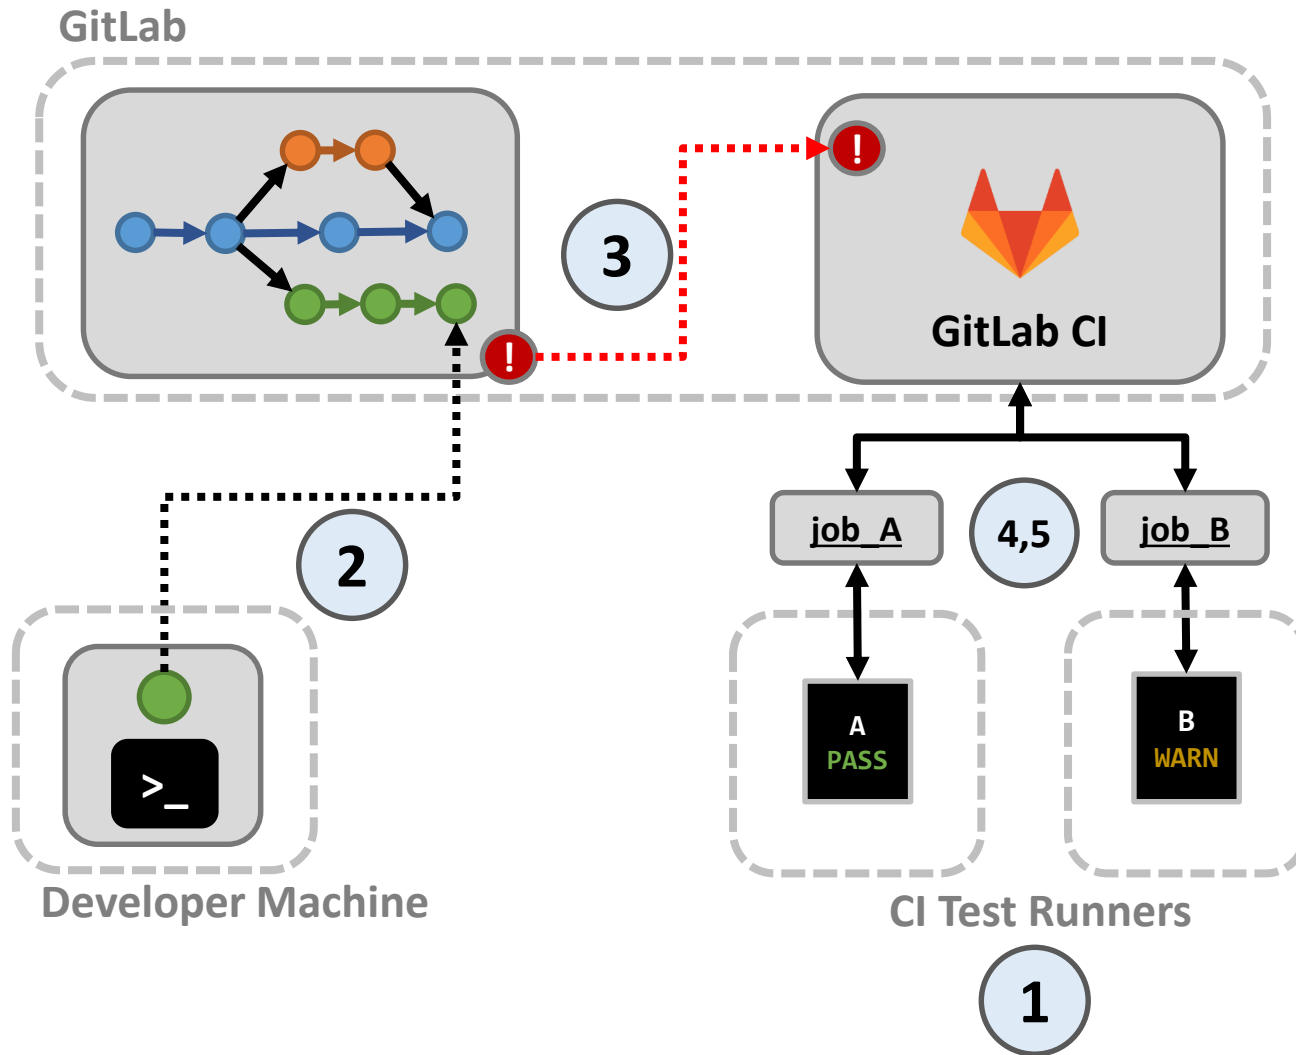 GitLab
!
3
!
GitLab CI
2
job_A
4,5
job_B
>_
A
PASS
B
WARN
Developer Machine
CI Test Runners
1